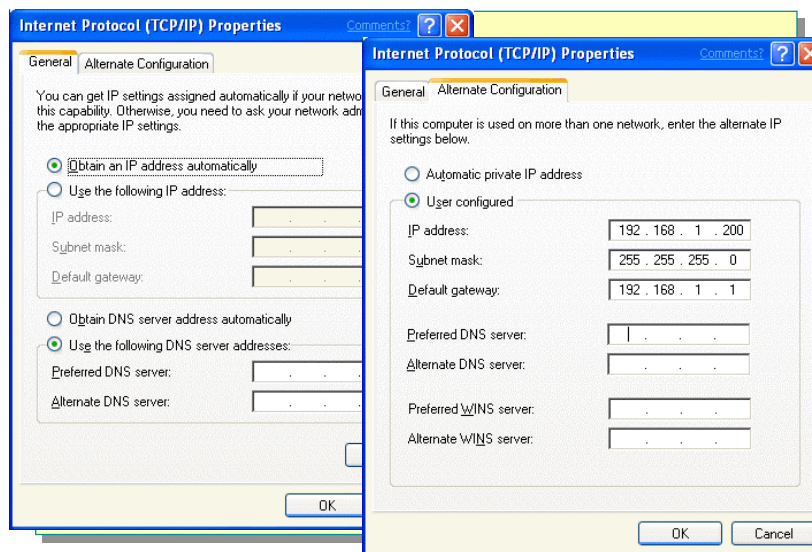 Internet Protocol (TCP/IP) Properties
Comments?
General
Alternate Configuration
You can get IP settings assigned automatically if your
this capability. Otherwise, you need to ask your network
the appropriate IP settings.
Obtain an IP address automatically
Use the following IP address:
IP address:
Subnet mask:
Default gateway:
Obtain DNS server address automatically
Use the following DNS server addresses:
Preferred DNS server:
Alternate DNS server:
OK
Internet Protocol (TCP/IP) Properties
Comments?
General
Alternate Configuration
If this computer is used on more than one network, enter the alternate IP
settings below.
Automatic private IP address
User configured
IP address: 192 . 168 . 1 . 200
Subnet mask: 255 . 255 . 255 . 0
Default gateway: 192 . 168 . 1 . 1
Preferred DNS server:
Alternate DNS server:
Preferred WINS server:
Alternate WINS server:
OK
Cancel